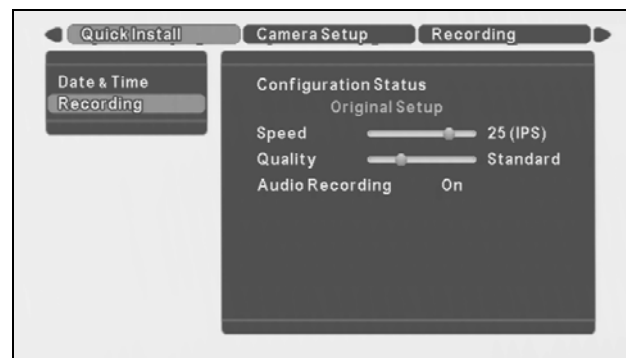 Quick Install Camera Setup Recording
Date & Time
Recording
Configuration Status
Original Setup
Speed 25 (IPS)
Quality Standard
Audio Recording On